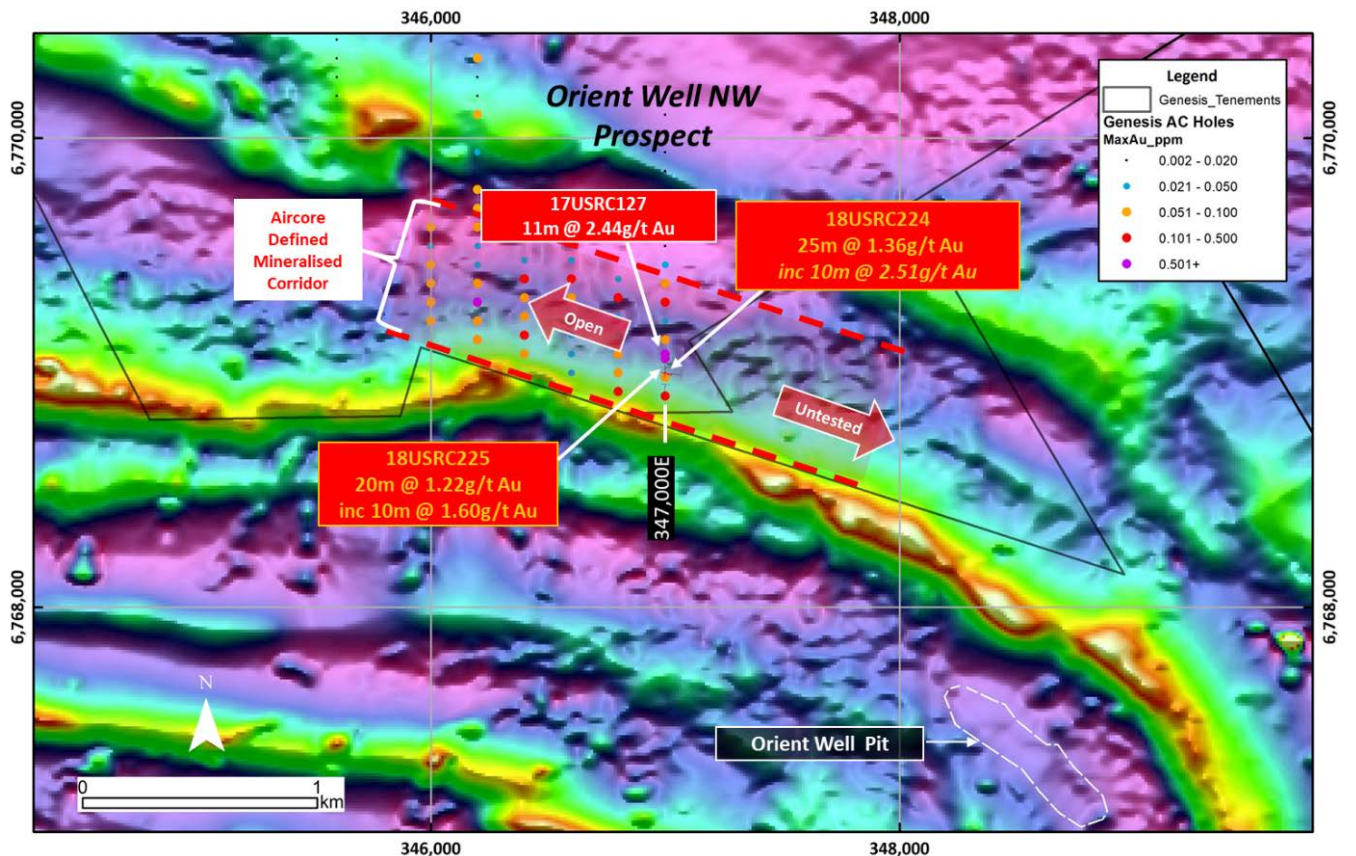 346,000
348,000
Orient Well NW
Prospect
Legend
Genesis_Tenements
Genesis AC Holes
MaxAu_ppm
0.002 - 0.020
0.021 - 0.050
0.051 - 0.100
0.101 - 0.500
0.501+
6,770,000
6,770,000
Aircore
Defined
Mineralised
Corridor
17USRC127
11m @ 2.44g/t Au
18USRC224
25m @ 1.36g/t Au
inc 10m @ 2.51g/t Au
Open
Untested
18USRC225
20m @ 1.22g/t Au
inc 10m @ 1.60g/t Au
347,000E
6,768,000
6,768,000
N
Orient Well Pit
0
1
km
346,000
348,000